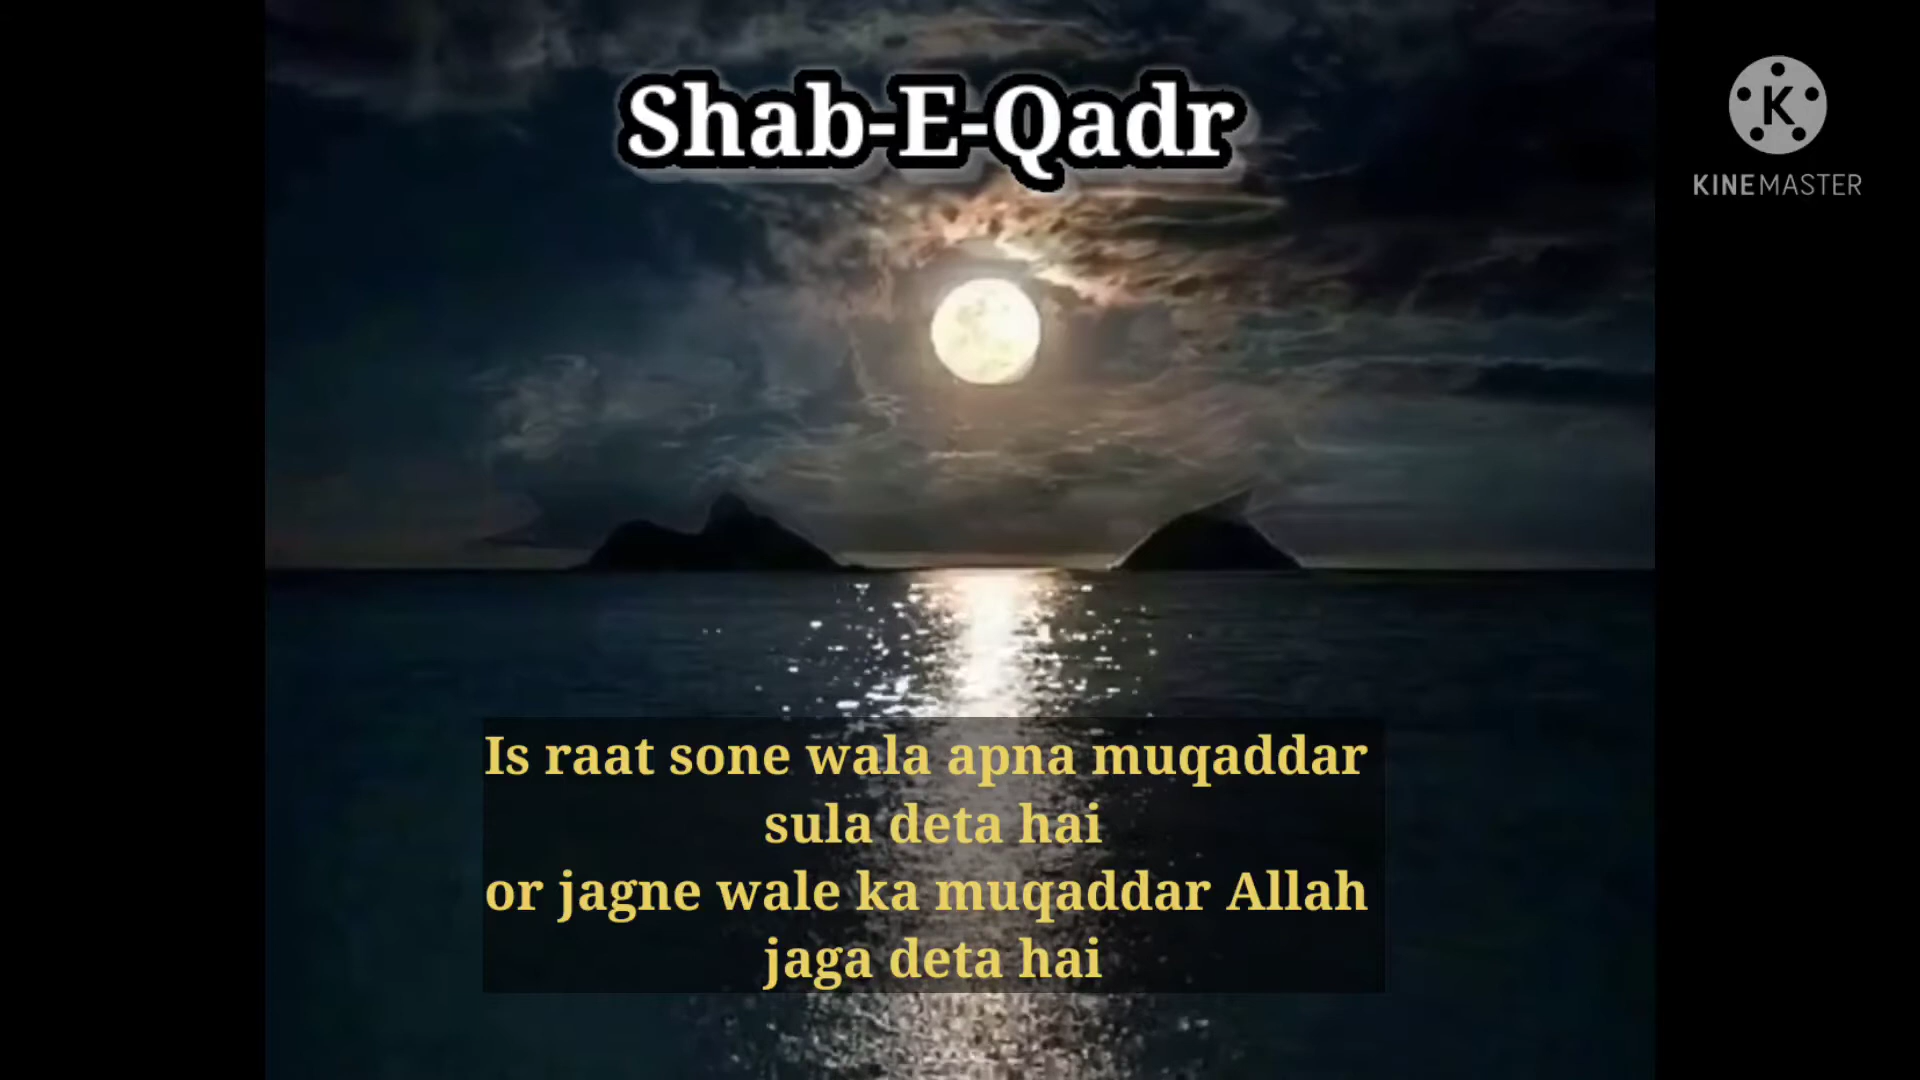 Shab-E-Qadr
K
KINEMASTER
Is raat sone wala apna muqaddar
sula deta hai
or jagne wale ka muqaddar Allah
jaga deta hai